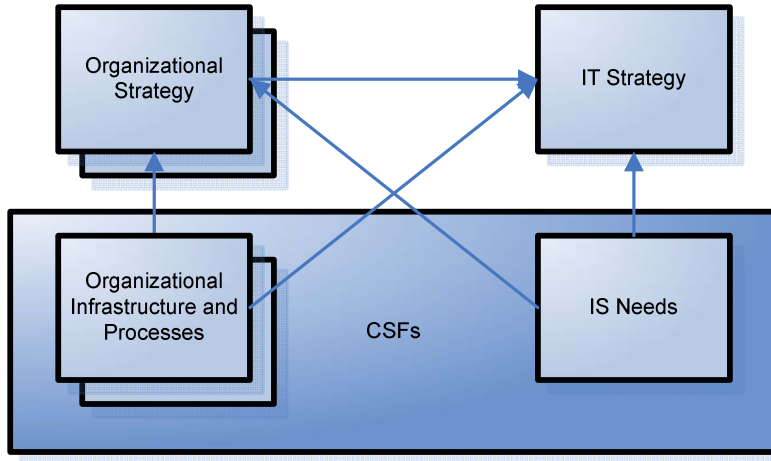 Organizational
Strategy
IT Strategy
Organizational
Infrastructure and
Processes
CSFs
IS Needs